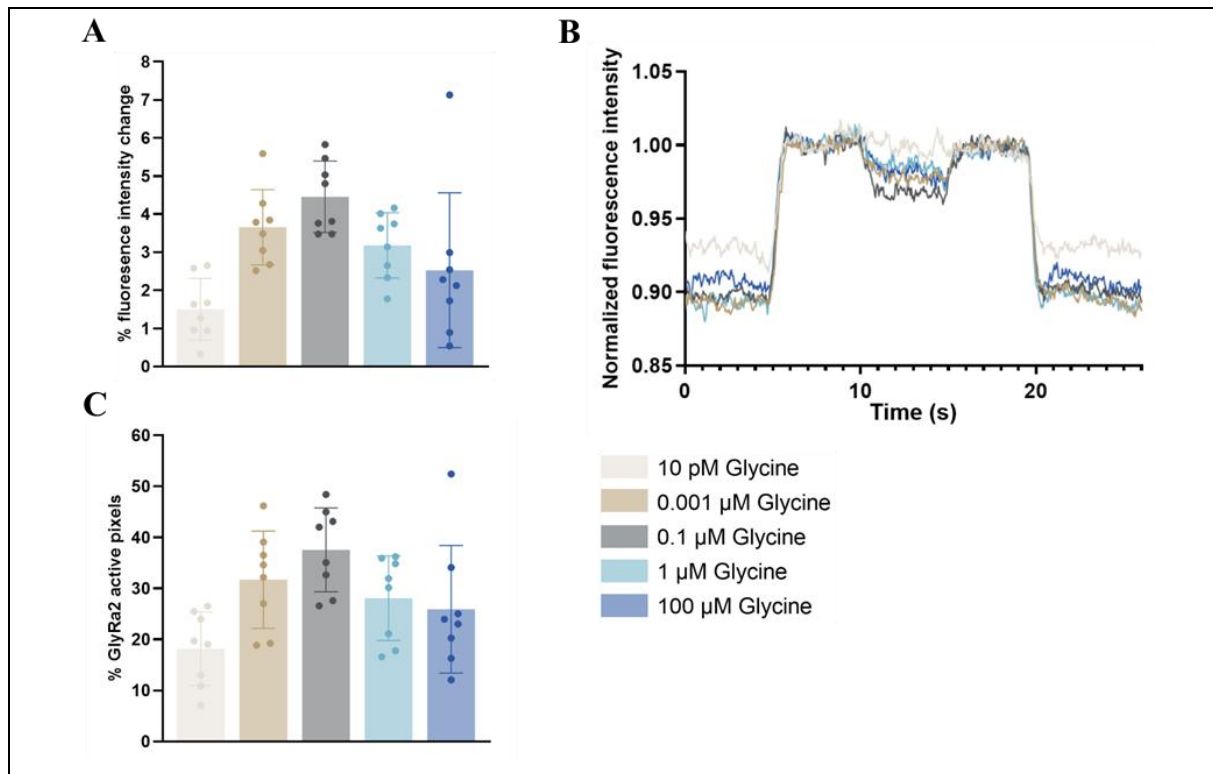 A
% fluoresence intensity change
8
7
6
5
4
3
2
1
0
B
Normalized fluorescence intensity
1.05
1.00
0.95
0.90
0.85
0
10
20
Time (s)
C
% GlyRa2 active pixels
60
50
40
30
20
10
0
10 pM Glycine
0.001 µM Glycine
0.1 µM Glycine
1 µM Glycine
100 µM Glycine